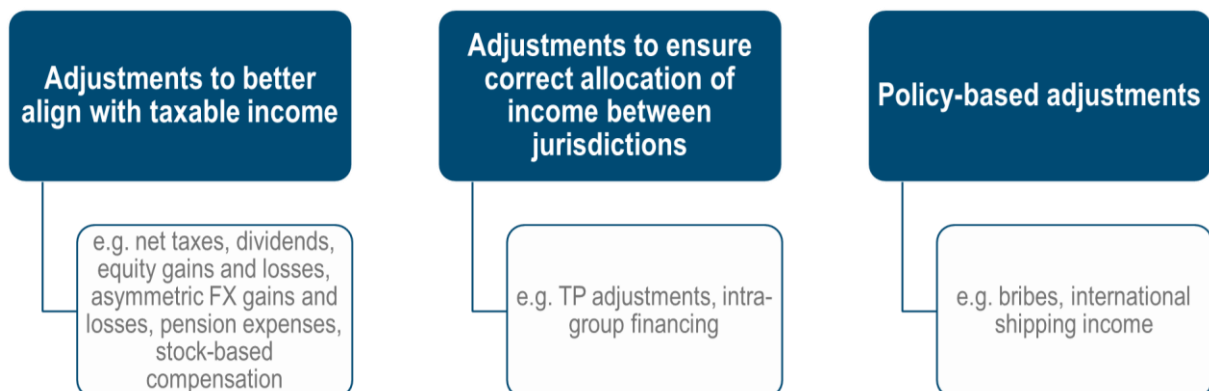 Adjustments to better
align with taxable income
e.g. net taxes, dividends,
equity gains and losses,
asymmetric FX gains and
losses, pension expenses,
stock-based
compensation
Adjustments to ensure
correct allocation of
income between
jurisdictions
e.g. TP adjustments, intra-
group financing
Policy-based adjustments
e.g. bribes, international
shipping income